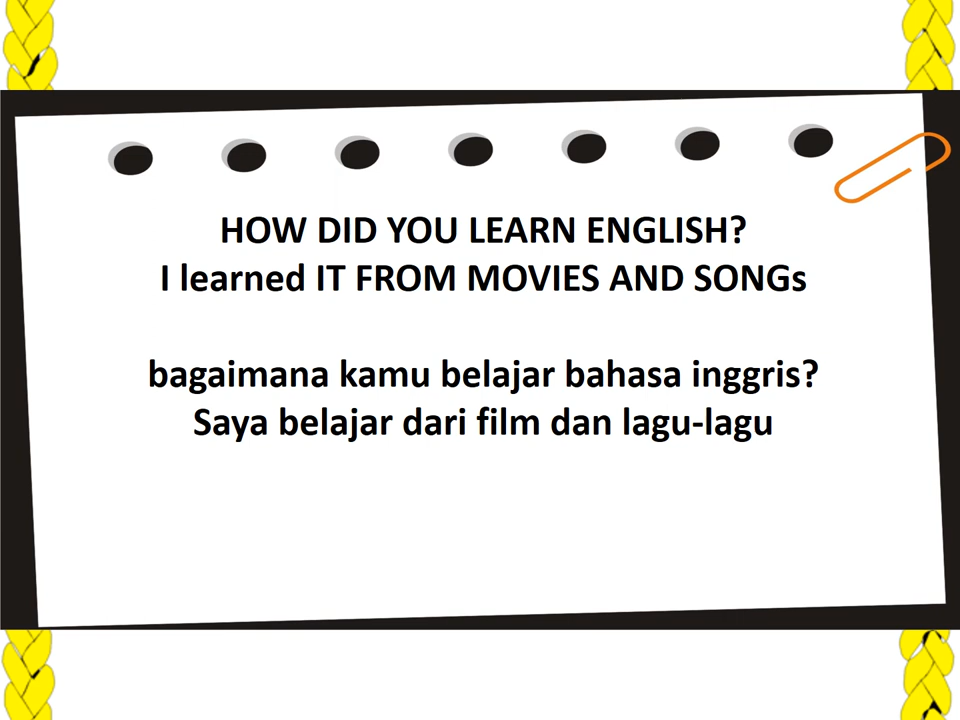 HOW DID YOU LEARN ENGLISH?
I learned IT FROM MOVIES AND SONGs
bagaimana kamu belajar bahasa inggris?
Saya belajar dari film dan lagu-lagu